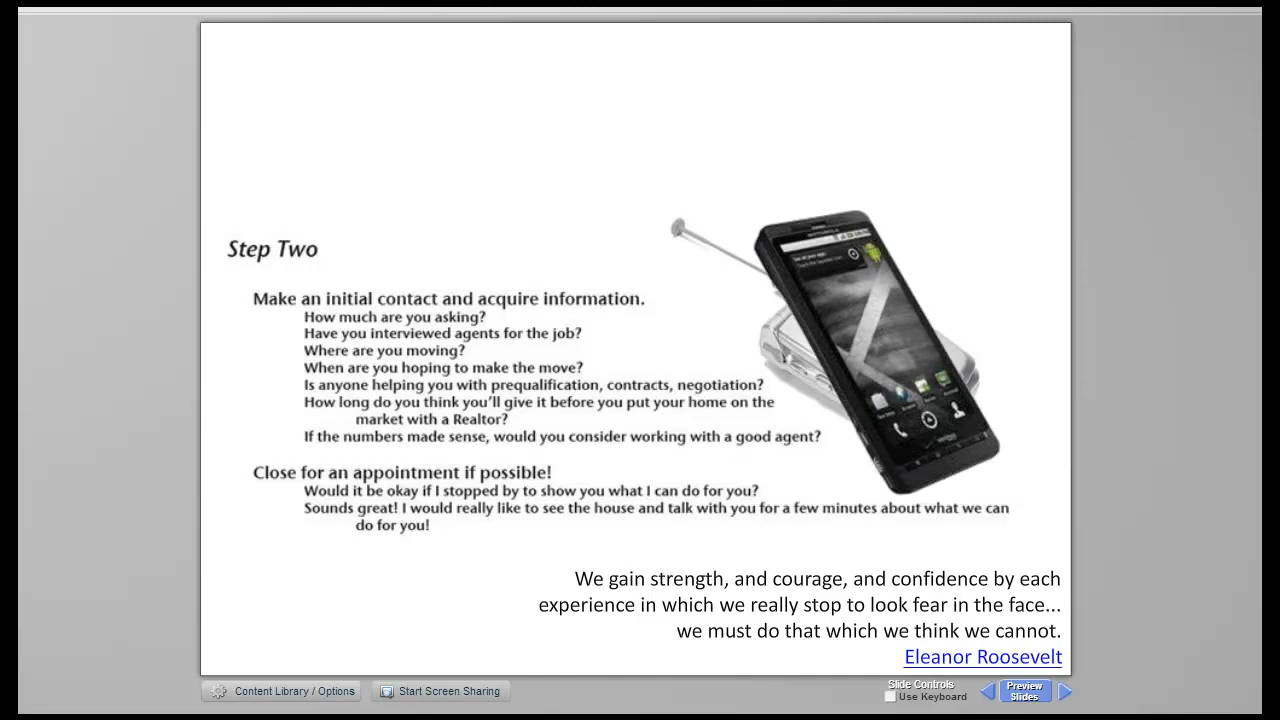 Step Two
Make an initial contact and acquire information.
How much are you asking?
Have you interviewed agents for the job?
Where are you moving?
When are you hoping to make the move?
Is anyone helping you with prequalification, contracts, negotiation?
How long do you think you'll give it before you put your home on the
market with a Realtor?
If the numbers made sense, would you consider working with a good agent?
Close for an appointment if possible!
Would it be okay if I stopped by to show you what I can do for you?
Sounds great! I would really like to see the house and talk with you for a few minutes about what we can
do for you!
We gain strength, and courage, and confidence by each
experience in which we really stop to look fear in the face...
we must do that which we think we cannot.
Eleanor Roosevelt
Content Library / Options
Start Screen Sharing
Slide Controls
Use Keyboard
Preview
Slides